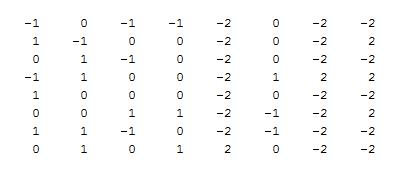 -1 0 -1 -1 -2 0 -2 -2
1 -1 0 0 -2 0 -2 2
0 1 -1 0 -2 0 -2 -2
-1 1 0 0 -2 1 2 2
1 0 0 0 -2 0 -2 -2
0 0 1 1 -2 -1 -2 2
1 1 -1 0 -2 -1 -2 -2
0 1 0 1 2 0 -2 -2